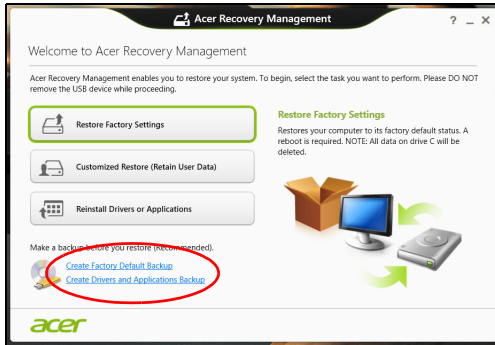 Acer Recovery Management
Welcome to Acer Recovery Management
Acer Recovery Management enables you to restore your system. To begin, select the task you want to perform. Please DO NOT
remove the USB device while proceeding.
Restore Factory Settings
Customized Restore (Retain User Data)
Reinstall Drivers or Applications
Restore Factory Settings
Restores your computer to its factory default status. A
reboot is required. NOTE: All data on drive C will be
deleted.
Make a backup before you restore (Recommended).
Create Factory Default Backup
Create Drivers and Applications Backup
acer